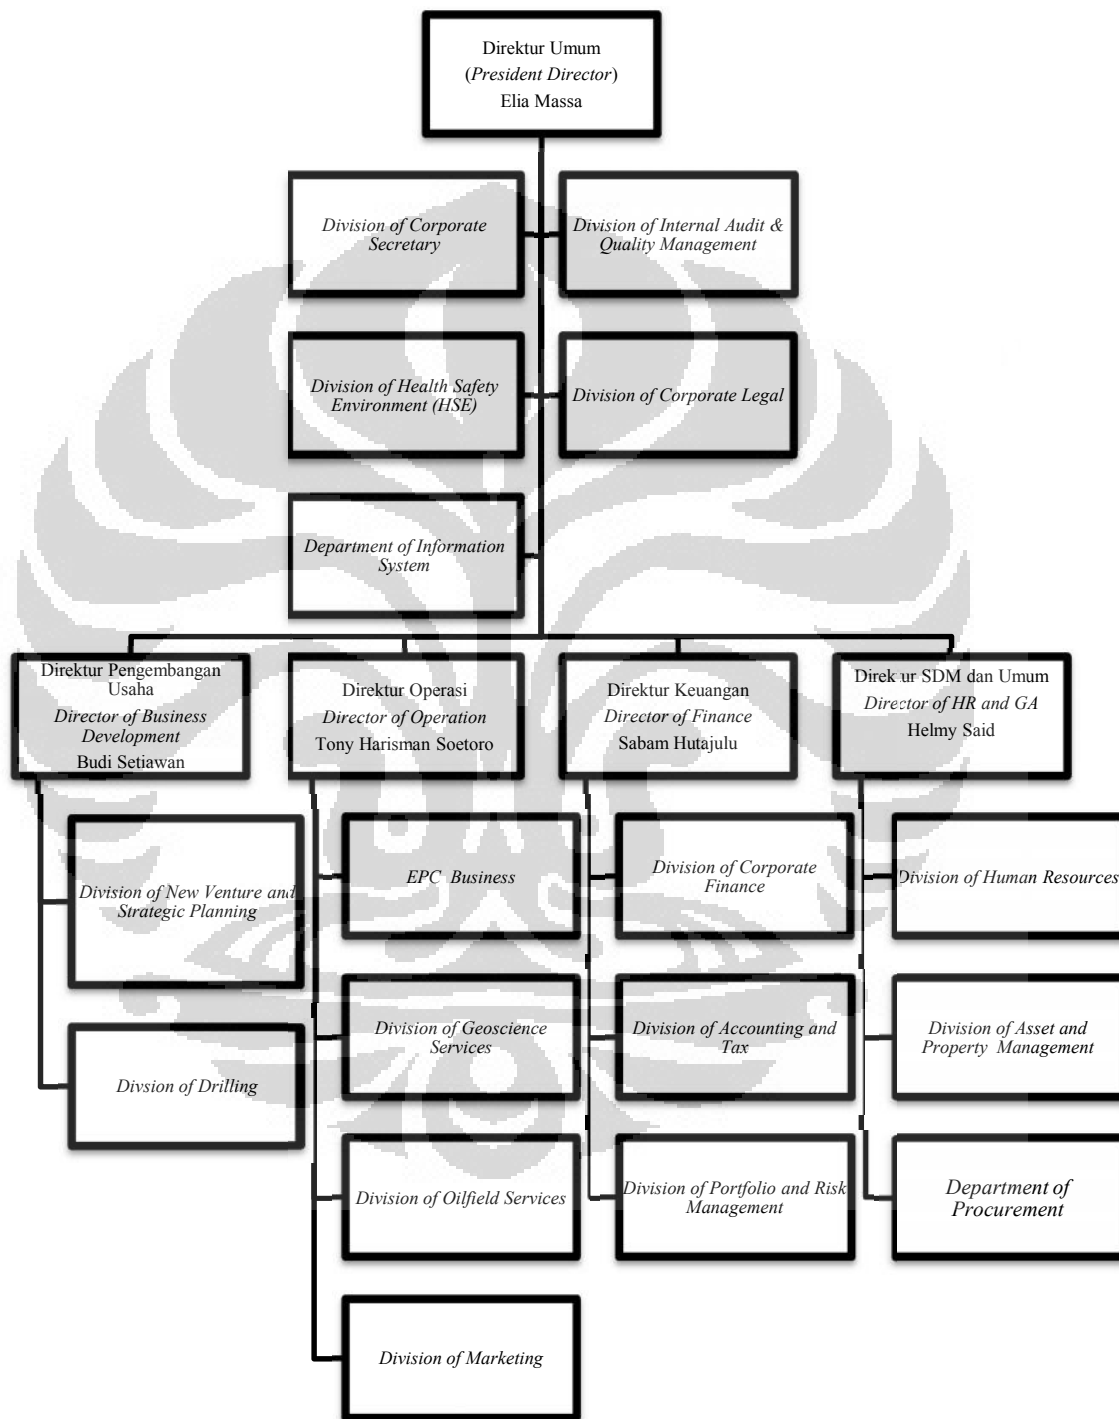 Direktur Umum
(President Director)
Elia Massa
Division of Corporate
Secretary
Division of Internal Audit &
Quality Management
Division of Health Safety
Environment (HSE)
Division of Corporate Legal
Department of Information
System
Direktur Pengembangan
Usaha
Director of Business
Development
Budi Setiawan
Direktur Operasi
Director of Operation
Tony Harisman Soetoro
Direktur Keuangan
Director of Finance
Sabam Hutajulu
Direk ur SDM dan Umum
Director of HR and GA
Helmy Said
Division of New Venture and
Strategic Planning
Divsion of Drilling
EPC Business
Division of Geoscience
Services
Division of Oilfield Services
Division of Marketing
Division of Corporate
Finance
Division of Accounting and
Tax
Division of Portfolio and Risk
Management
Division of Human Resources
Division of Asset and
Property Management
Department of
Procurement